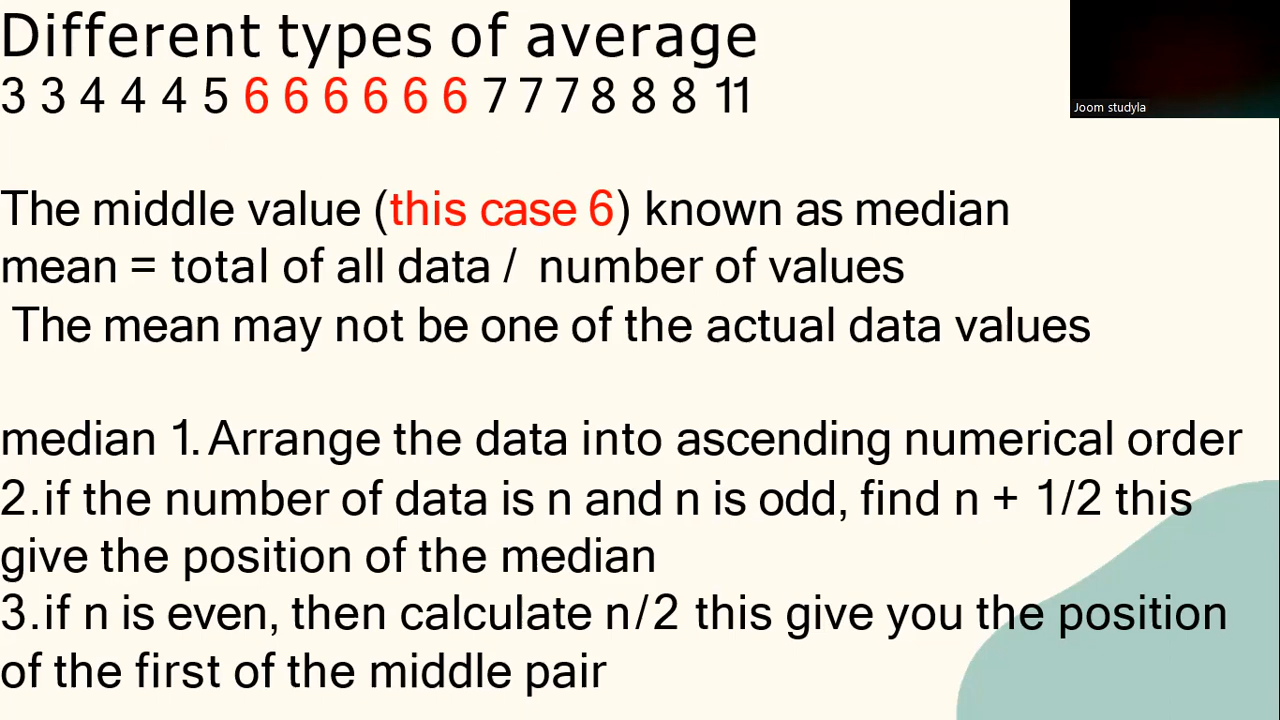 Different types of average
3 3 4 4 4 5 6 6 6 6 6 6 7 7 7 8 8 8 11
Joom studyla
The middle value (this case 6) known as median
mean = total of all data / number of values
The mean may not be one of the actual data values
median 1. Arrange the data into ascending numerical order
2.if the number of data is n and n is odd, find n + 1/2 this
give the position of the median
3.if n is even, then calculate n/2 this give you the position
of the first of the middle pair